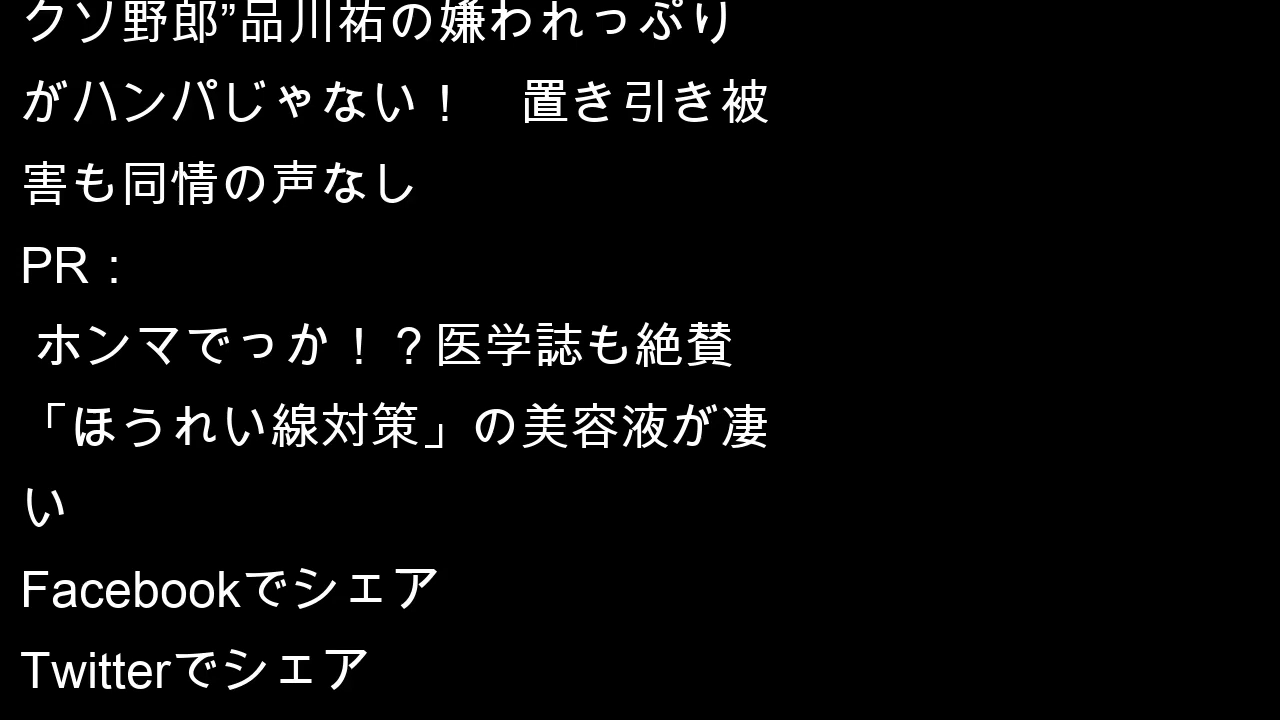 クソ野郎”品川祐の嫌われっぷり
がハンパじゃない！　置き引き被
害も同情の声なし
PR：
ホンマでっか！？医学誌も絶賛
「ほうれい線対策」の美容液が凄
い
Facebookでシェア
Twitterでシェア